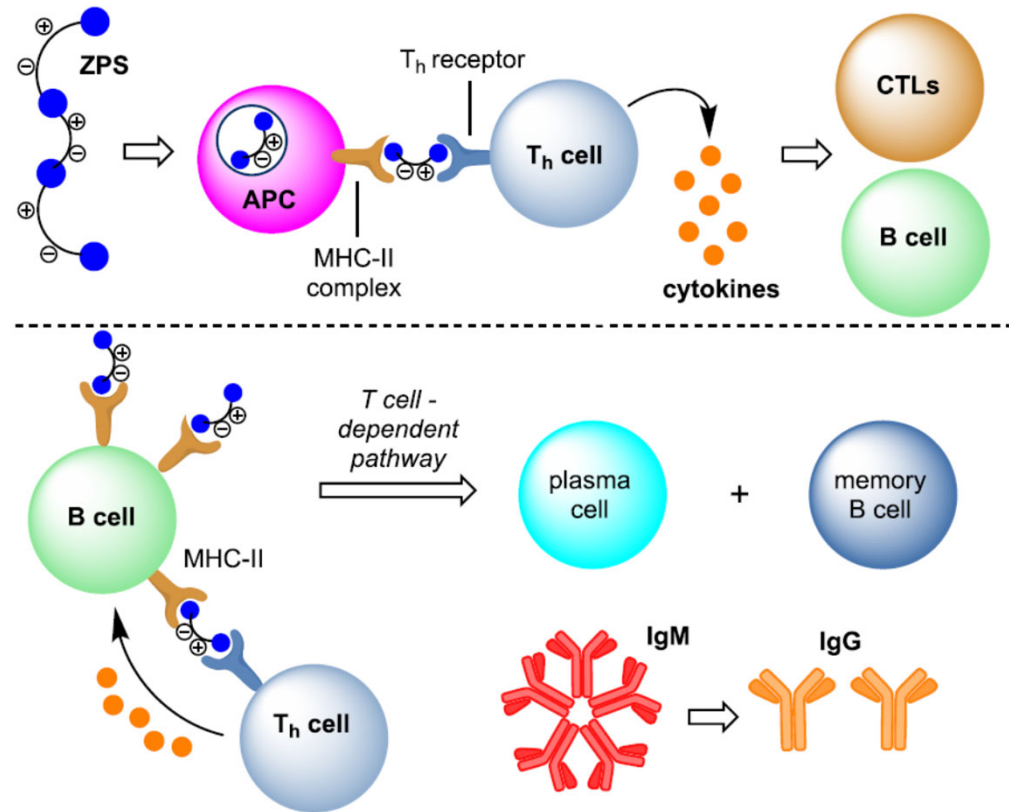 ZPS
APC
MHC-II
complex
T_h receptor
T_h cell
cytokines
CTLs
B cell
B cell
MHC-II
T_h cell
T cell -
dependent
pathway
plasma
cell
+
memory
B cell
IgM
IgG